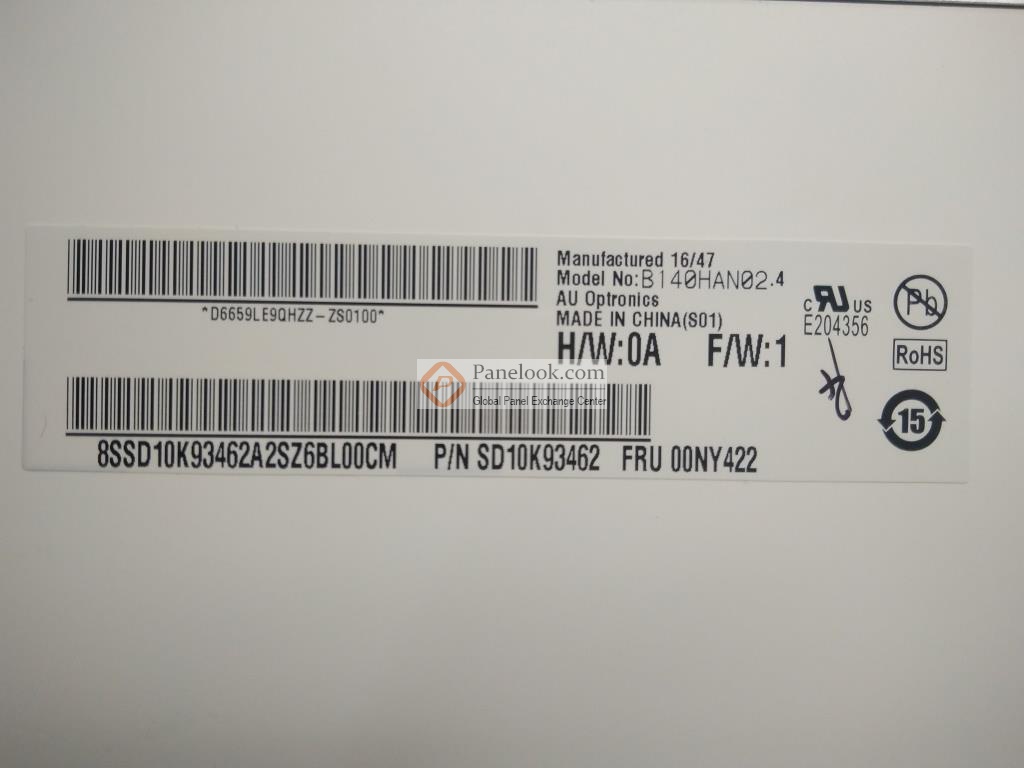 Manufactured 16/47
Model No:B140HAN02.4
AU Optronics
MADE IN CHINA(S01)
H/W:0A F/W:1
*D6659LE9QHZZ-ZS0100*
c RU US
E204356
Pb
RoHS
15
Panelook.com
Global Panel Exchange Center
8SSD10K93462A2SZ6BL00CM P/N SD10K93462 FRU 00NY422